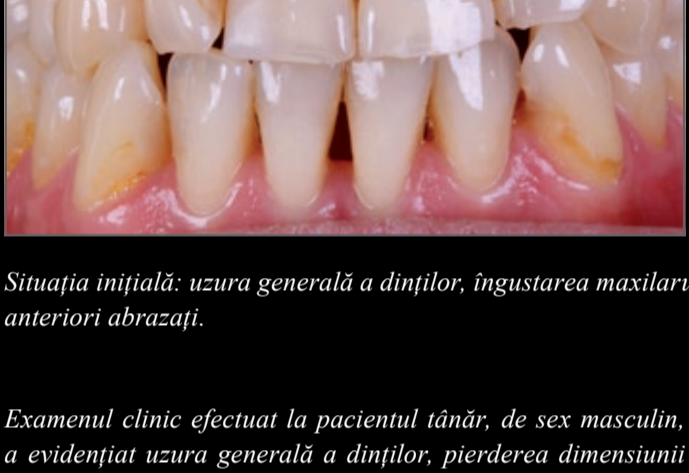 Situația inițială: uzura generală a dinților, îngustarea
anteriori abrazați.
Examenul clinic efectuat la pacientul tânăr, de sex masculin,
a evidențiat uzura generală a dinților, pierderea dimensiunii